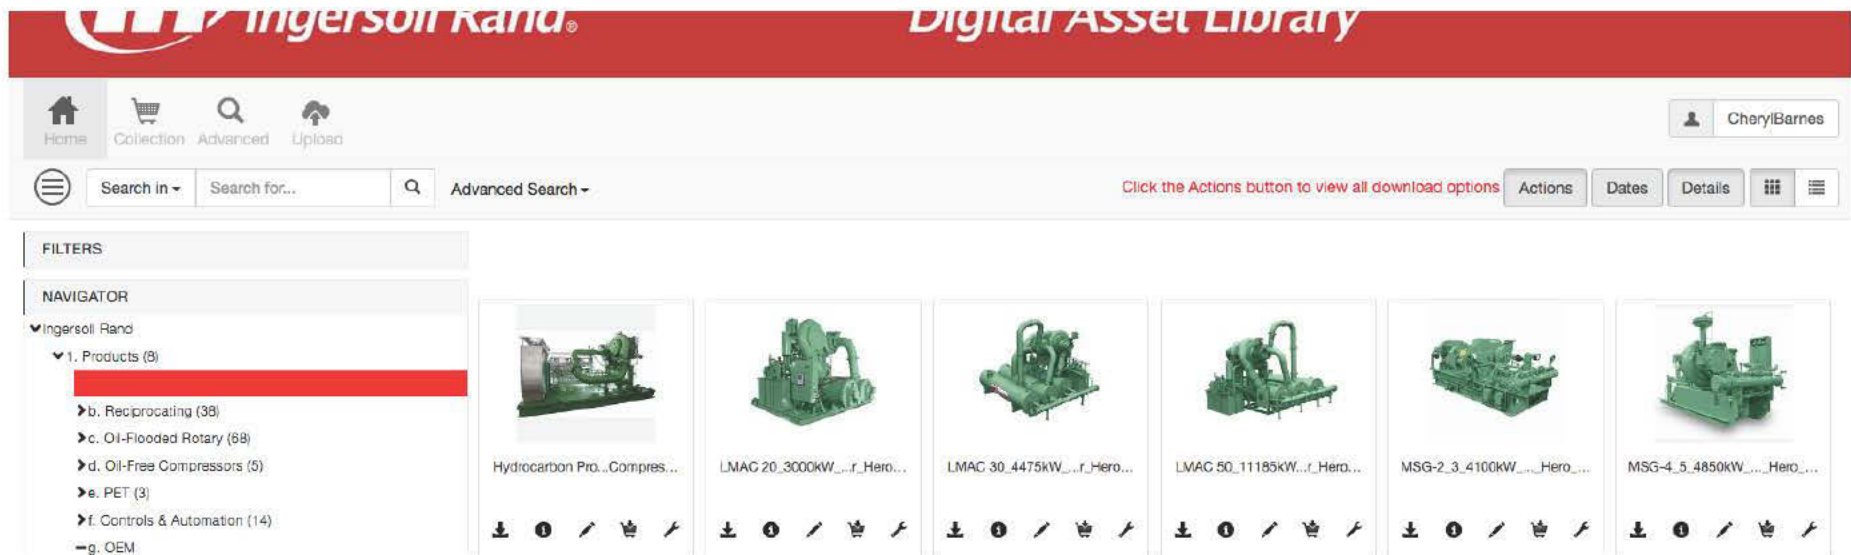 Ingersoll Rand®
Digital Asset Library
Home
Collection
Advanced
Upload
CherylBarnes
Search in
Search for...
Advanced Search
Click the Actions button to view all download options
Actions
Dates
Details
FILTERS
NAVIGATOR
Ingersoll Rand
1. Products (8)
b. Reciprocating (38)
c. Oil-Flooded Rotary (68)
d. Oil-Free Compressors (5)
e. PET (3)
f. Controls & Automation (14)
g. OEM
Hydrocarbon Pro...Compres...
LMAC 20_3000kW_...r_Hero...
LMAC 30_4475kW_...r_Hero...
LMAC 50_11185kW...r_Hero...
MSG-2_3_4100kW_..._Hero_...
MSG-4_5_4850kW_..._Hero_...